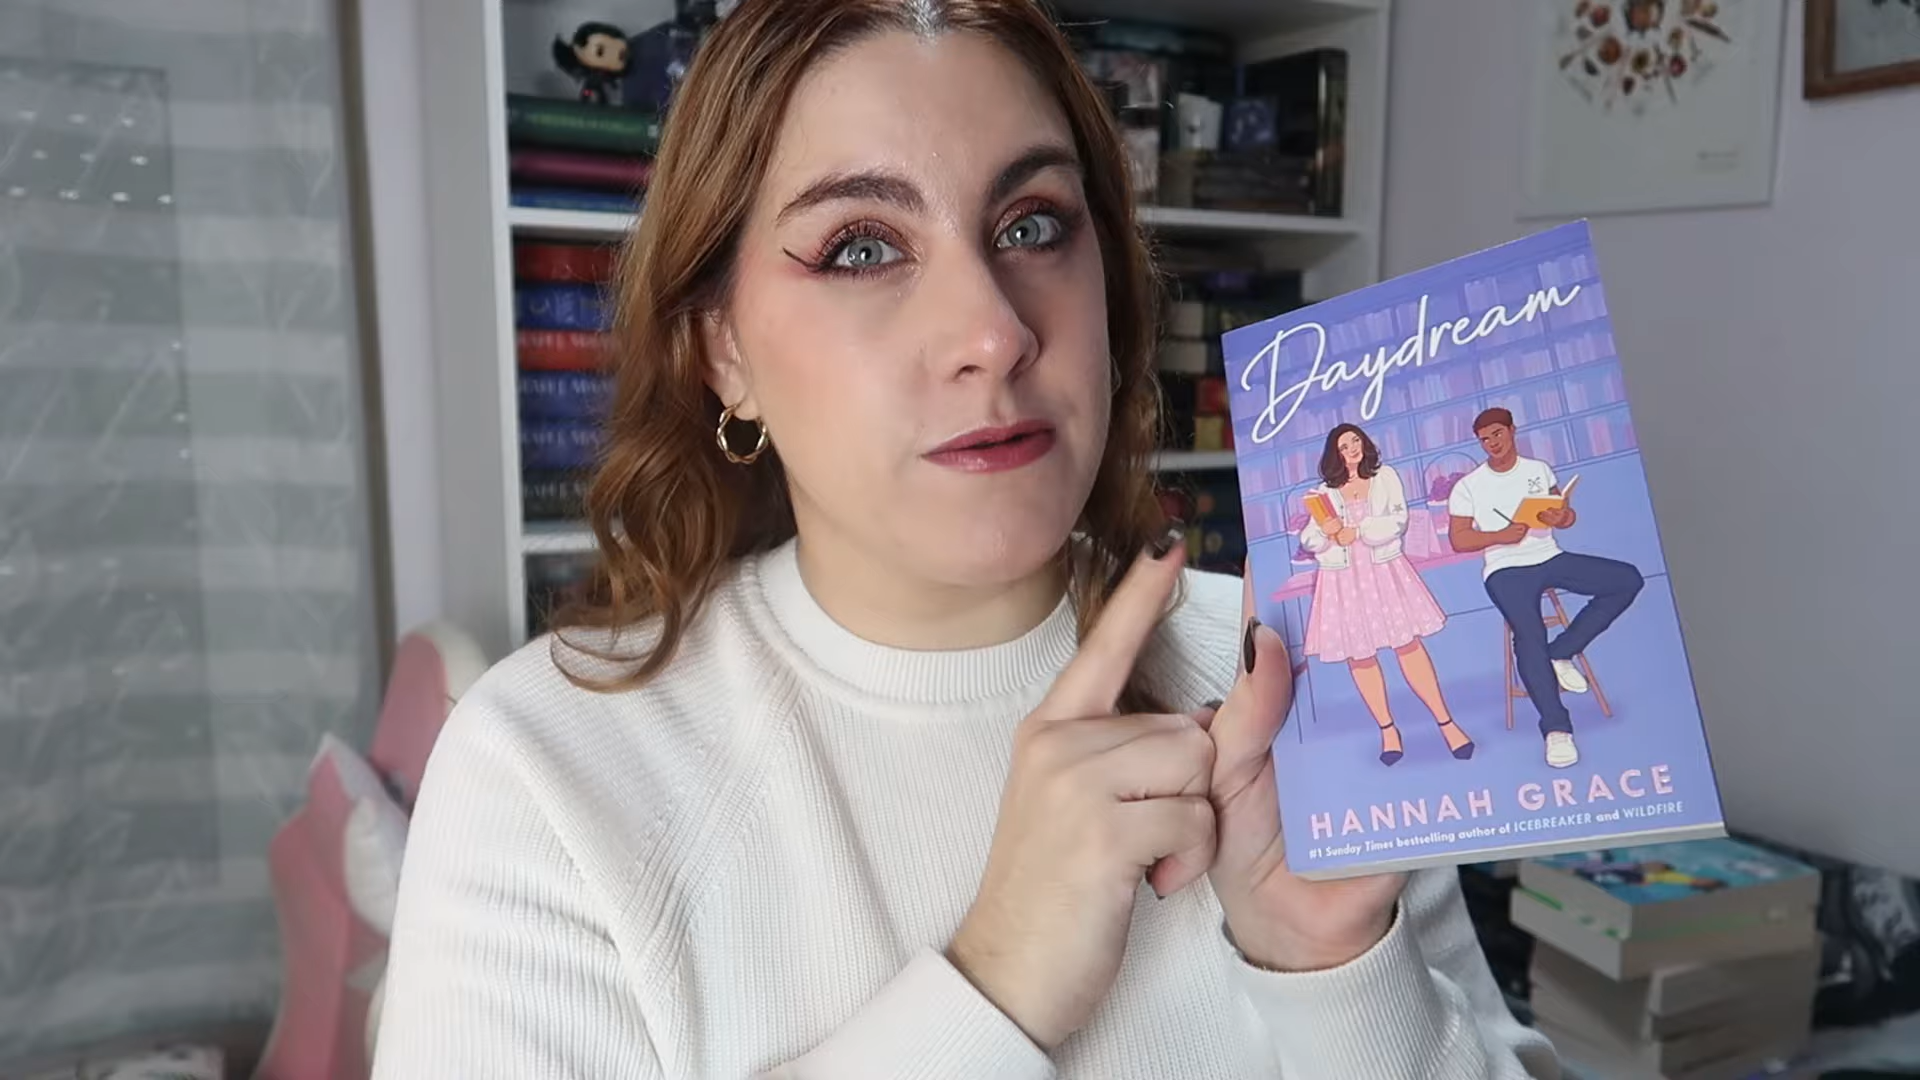 Daydream
HANNAH GRACE
#1 Sunday Times bestselling author of ICEBREAKER and WILDFIRE